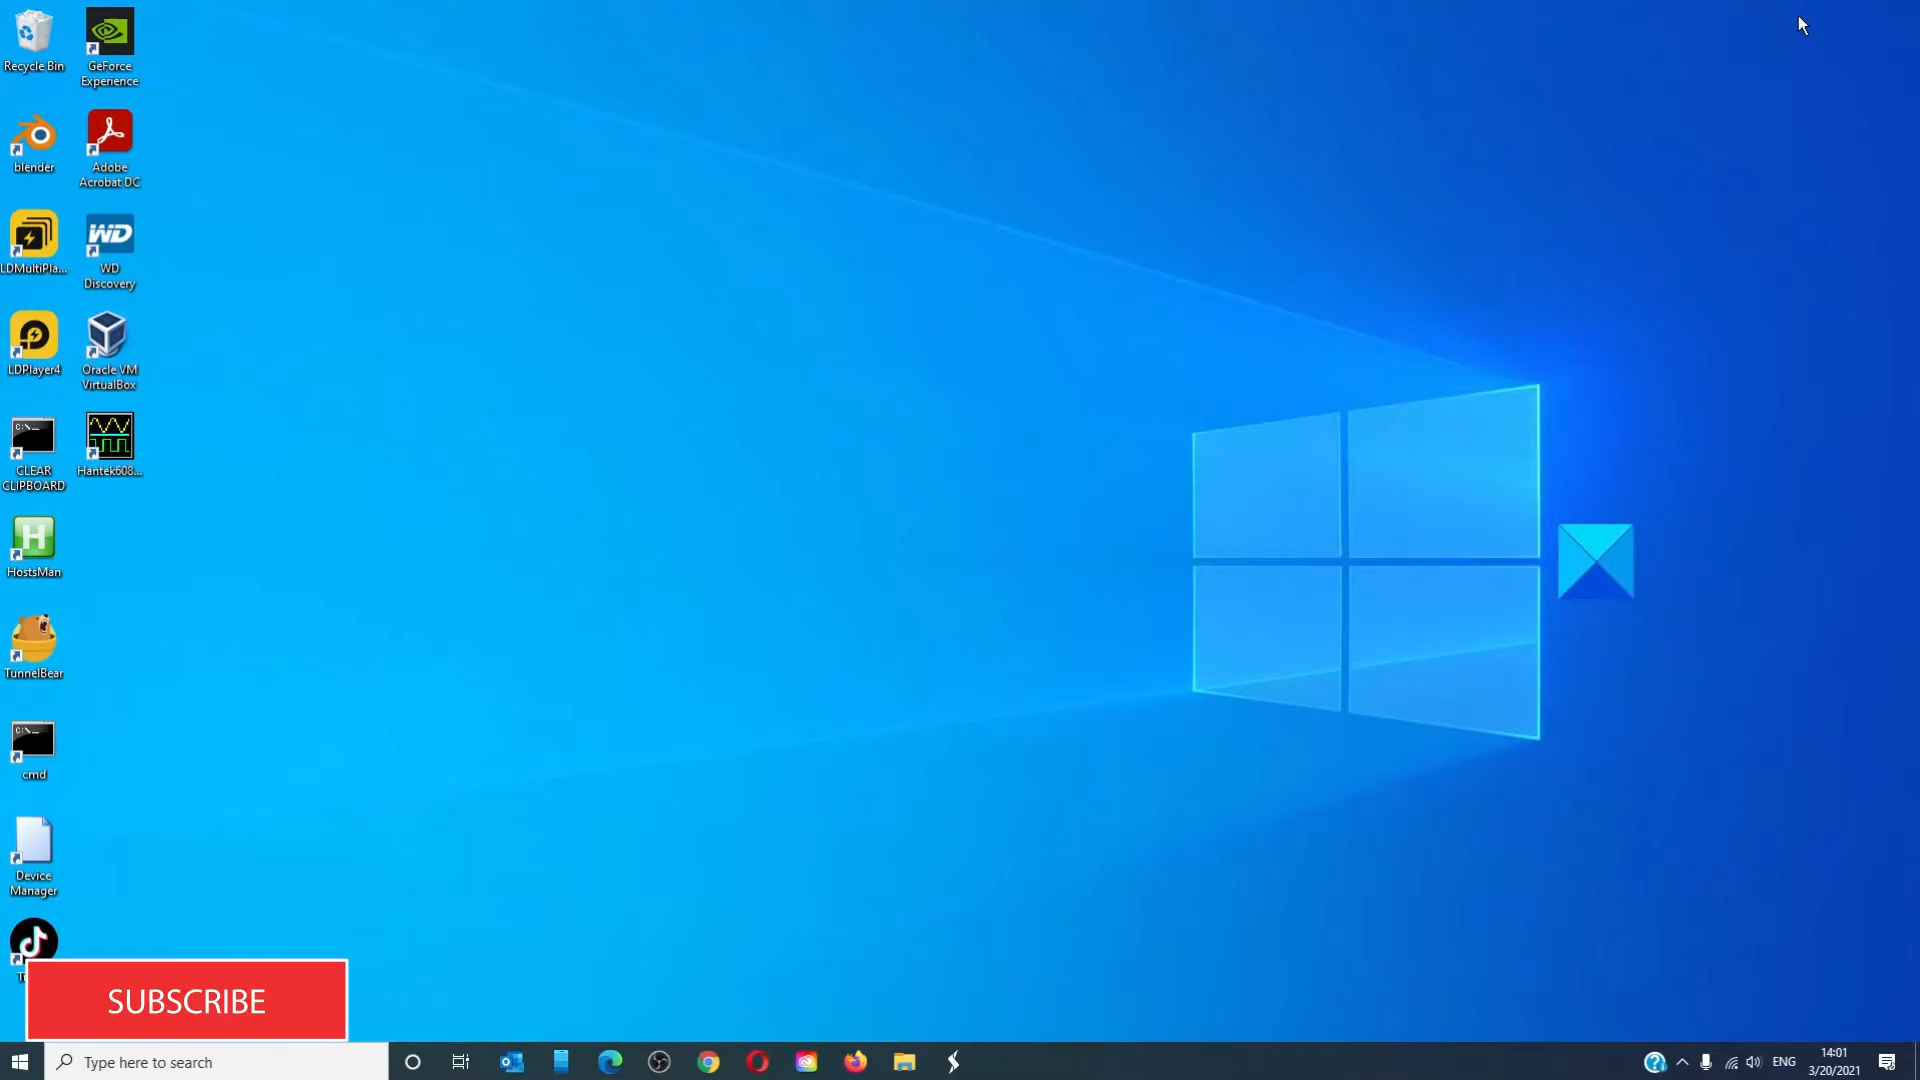 Recycle Bin
GeForce
Experience
blender
Adobe
Acrobat DC
LDMultiPla...
WD
WD
Discovery
LDPlayer4
Oracle VM
VirtualBox
C:\_
CLEAR
CLIPBOARD
Hantek608...
H
HostsMan
TunnelBear
C:\_
cmd
Device
Manager
SUBSCRIBE
Type here to search
ENG
14:01
3/20/2021